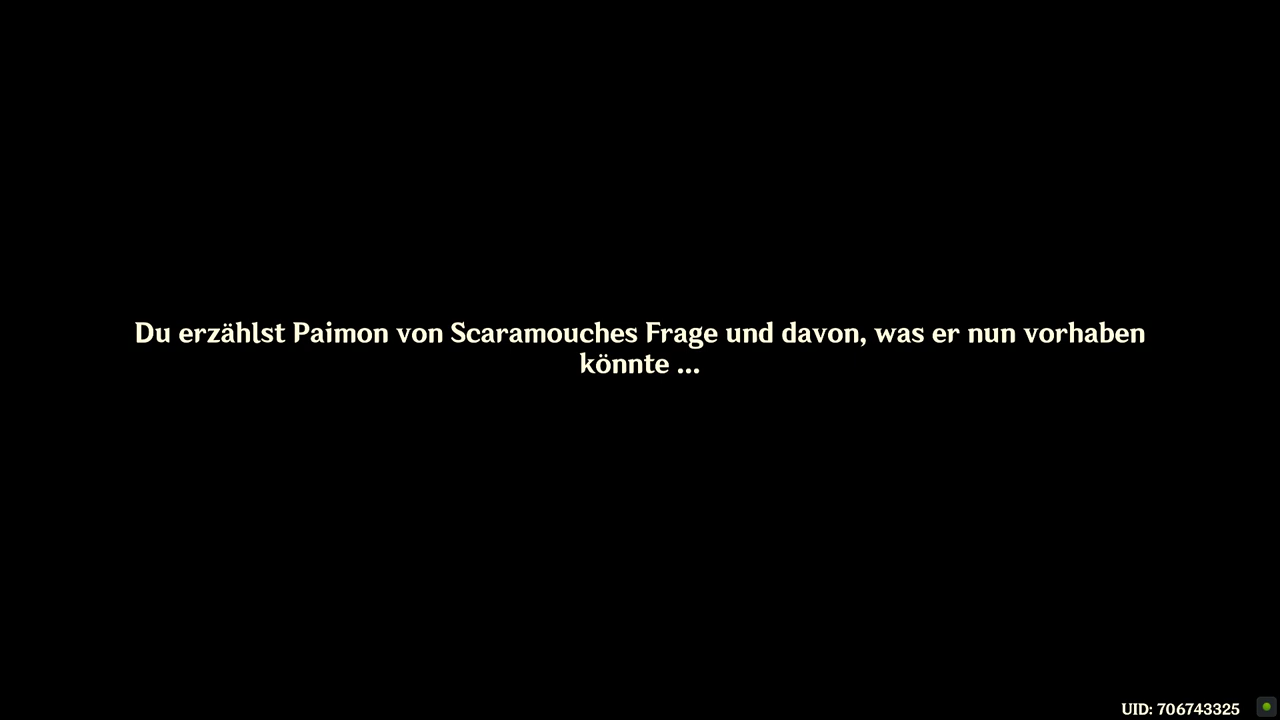 Du erzählst Paimon von Scaramouches Frage und davon, was er nun vorhaben
könnte ...
UID: 706743325